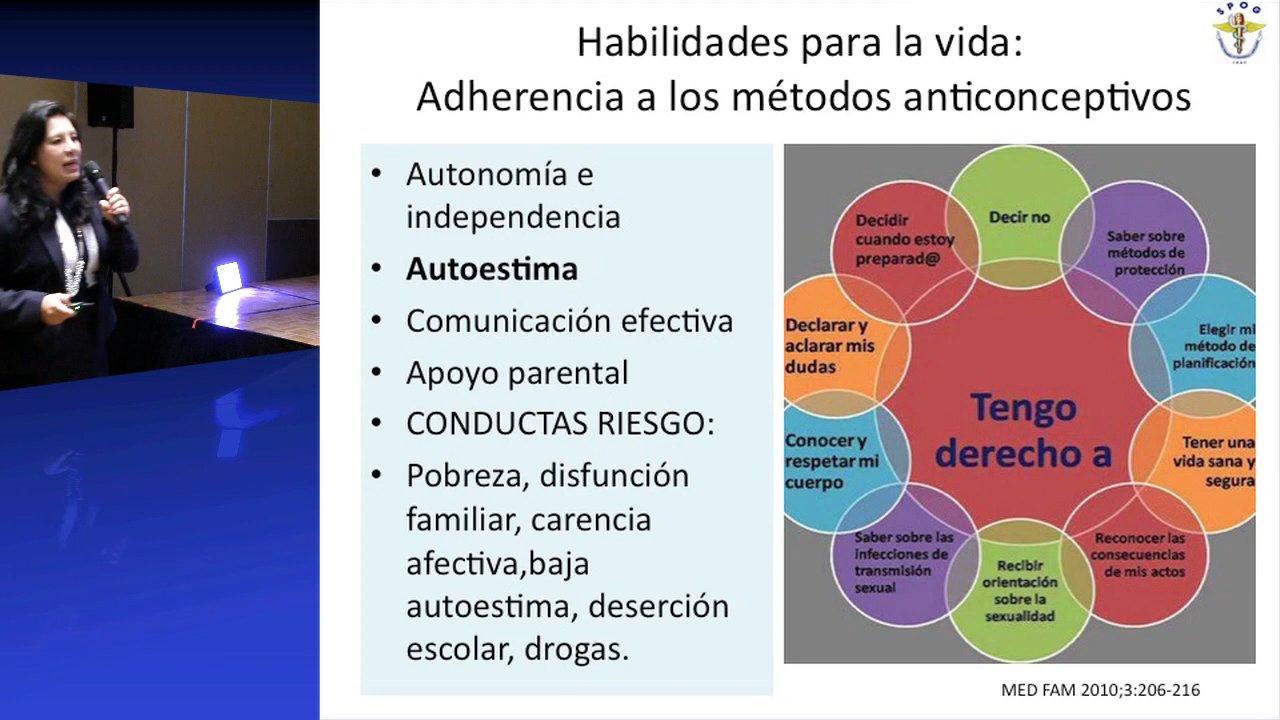 Habilidades para la vida:
Adherencia a los métodos anticonceptivos
SPOG
• Autonomía e
independencia
• Autoestima
• Comunicación efectiva
• Apoyo parental
• CONDUCTAS RIESGO:
• Pobreza, disfunción
familiar, carencia
afectiva,baja
autoestima, deserción
escolar, drogas.
Decir no
Saber sobre
métodos de
protección
Elegir mi
método de
planificación
Tener una
vida sana y
segura
Reconocer las
consecuencias
de mis actos
Recibir
orientación
sobre la
sexualidad
Saber sobre las
infecciones de
transmisión
sexual
Conocer y
respetar mi
cuerpo
Declarar y
aclarar mis
dudas
Decidir
cuando estoy
preparad@
Tengo
derecho a
MED FAM 2010;3:206-216